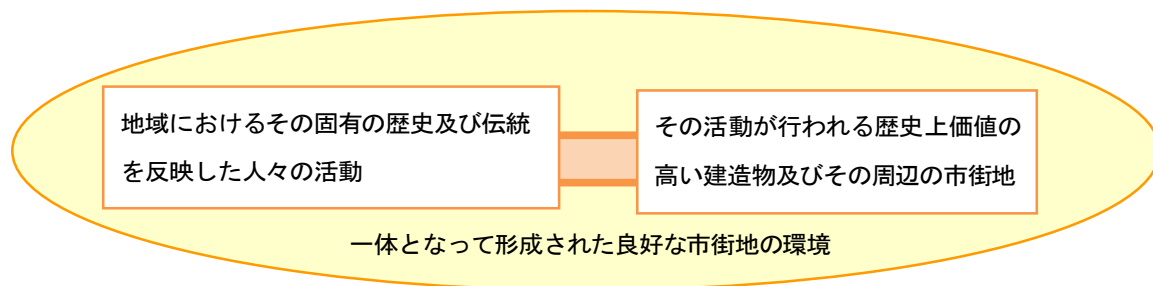 地域におけるその固有の歴史及び伝統
を反映した人々の活動
その活動が行われる歴史上価値の
高い建造物及びその周辺の市街地
一体となって形成された良好な市街地の環境